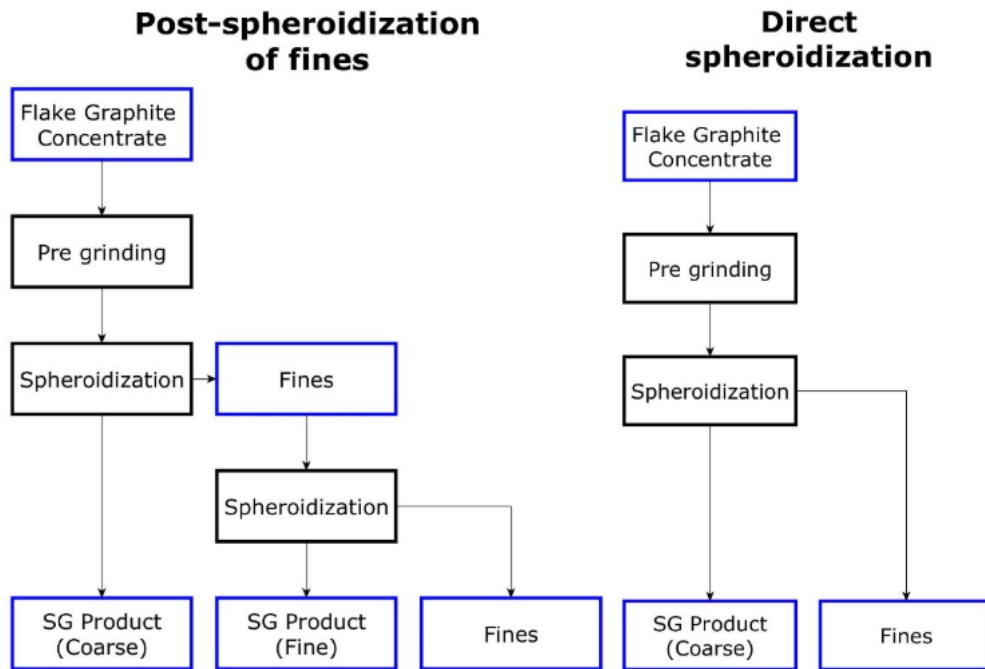 Post-spheroidization
of fines
Flake Graphite
Concentrate
Pre grinding
Spheroidization
Fines
Spheroidization
SG Product
(Coarse)
SG Product
(Fine)
Fines
Direct
spheroidization
Flake Graphite
Concentrate
Pre grinding
Spheroidization
SG Product
(Coarse)
Fines